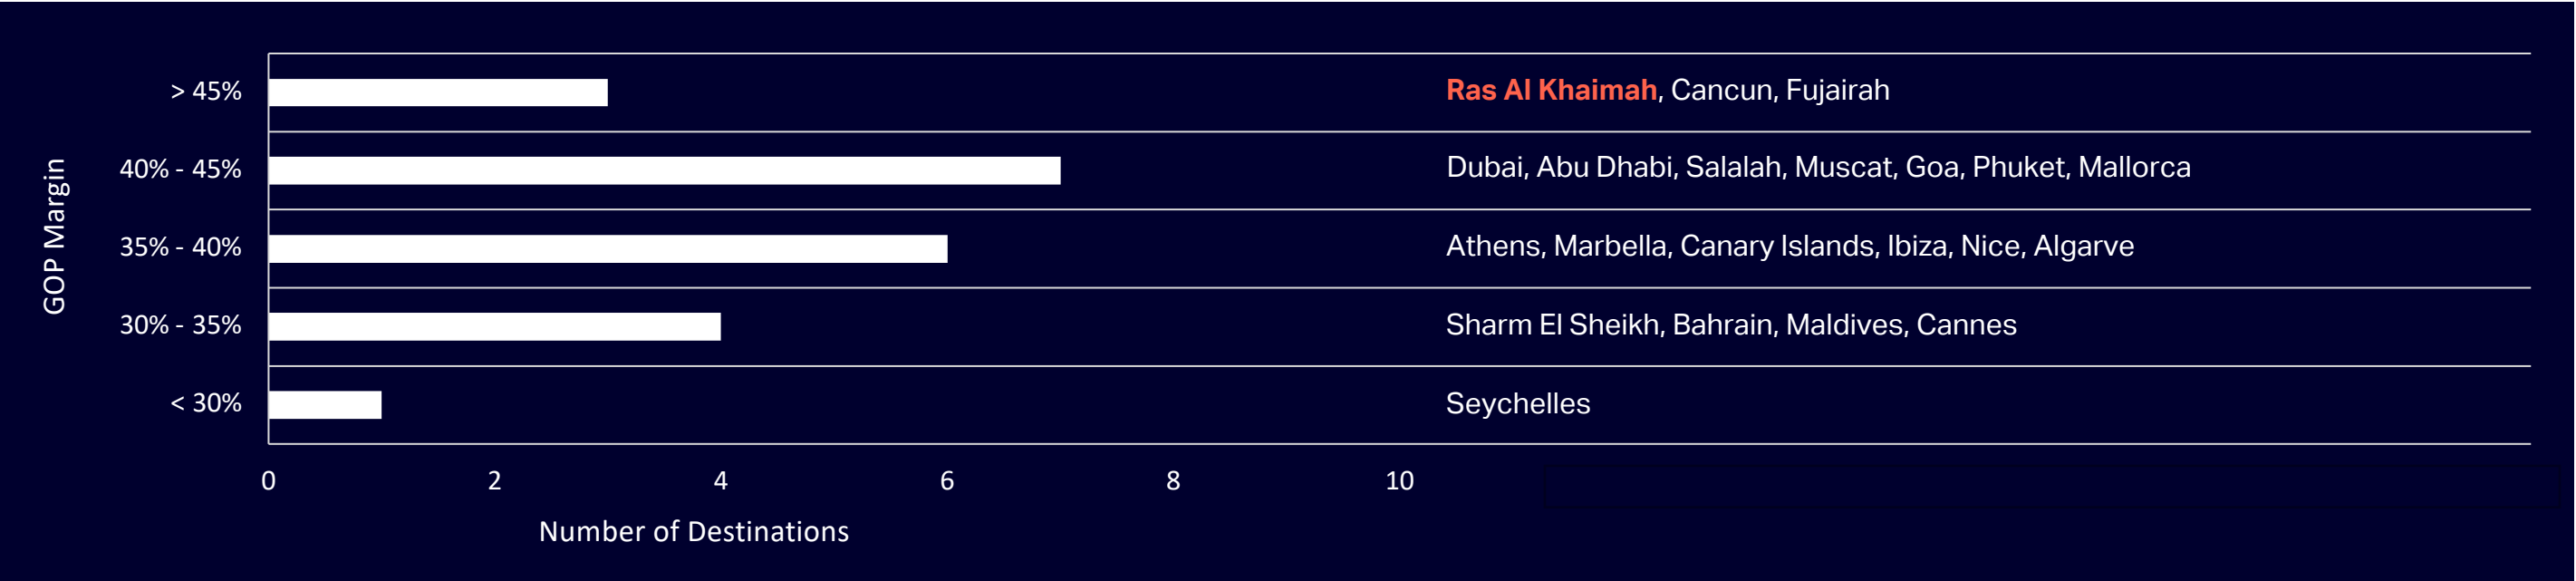 GOP Margin
> 45%
Ras Al Khaimah, Cancun, Fujairah
40% - 45%
Dubai, Abu Dhabi, Salalah, Muscat, Goa, Phuket, Mallorca
35% - 40%
Athens, Marbella, Canary Islands, Ibiza, Nice, Algarve
30% - 35%
Sharm El Sheikh, Bahrain, Maldives, Cannes
< 30%
Seychelles
0 2 4 6 8 10
Number of Destinations